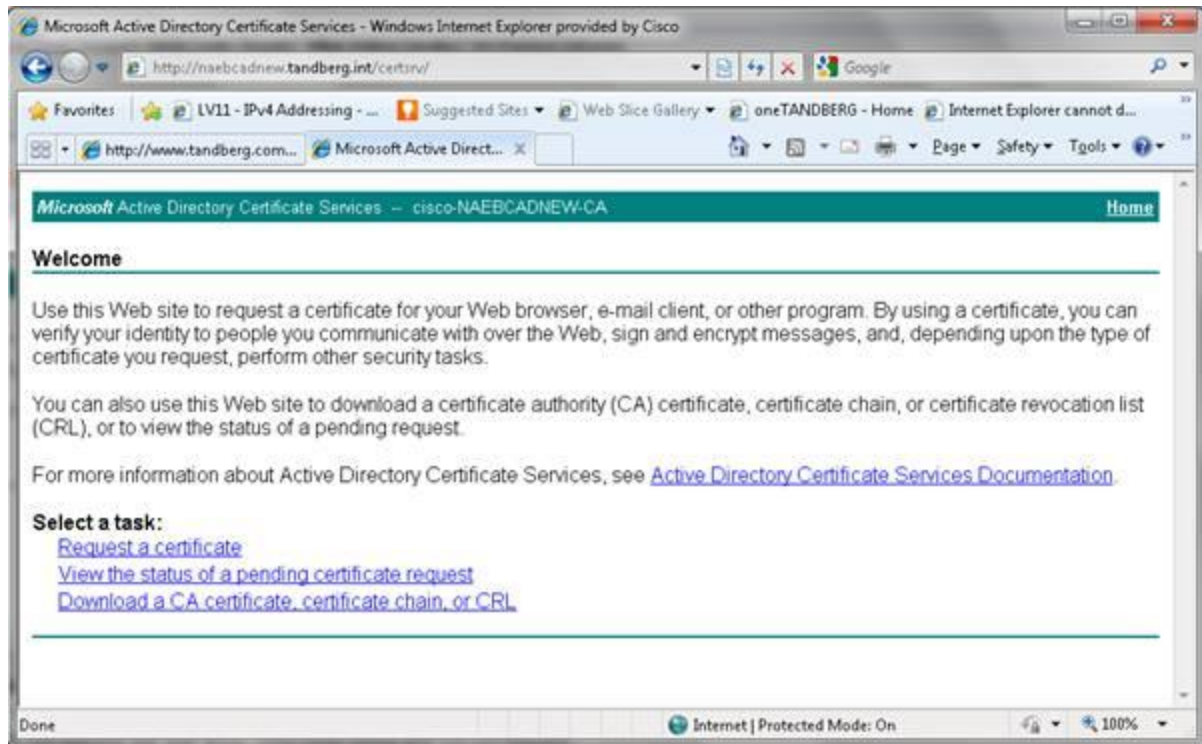 Microsoft Active Directory Certificate Services - Windows Internet Explorer provided by Cisco
http://naebcadnew.tandberg.int/certsrv/
Google
Favorites
LV11 - IPv4 Addressing - ...
Suggested Sites
Web Slice Gallery
oneTANDBERG - Home
Internet Explorer cannot d...
http://www.tandberg.com...
Microsoft Active Direct...
Page
Safety
Tools
Microsoft Active Directory Certificate Services -- cisco-NAEBCADNEW-CA
Home
Welcome
Use this Web site to request a certificate for your Web browser, e-mail client, or other program. By using a certificate, you can
verify your identity to people you communicate with over the Web, sign and encrypt messages, and, depending upon the type of
certificate you request, perform other security tasks.
You can also use this Web site to download a certificate authority (CA) certificate, certificate chain, or certificate revocation list
(CRL), or to view the status of a pending request.
For more information about Active Directory Certificate Services, see Active Directory Certificate Services Documentation.
Select a task:
Request a certificate
View the status of a pending certificate request
Download a CA certificate, certificate chain, or CRL
Done
Internet | Protected Mode: On
100%